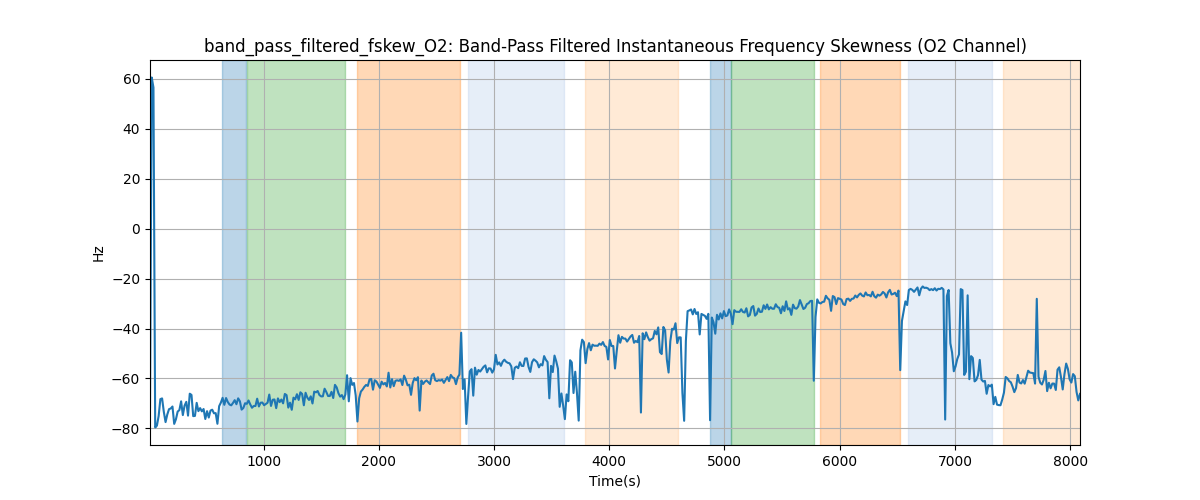 band_pass_filtered_fskew_O2: Band-Pass Filtered Instantaneous Frequency Skewness (O2 Channel)
60
40
20
0
−20
−40
−60
−80
Hz
1000 2000 3000 4000 5000 6000 7000 8000
Time(s)